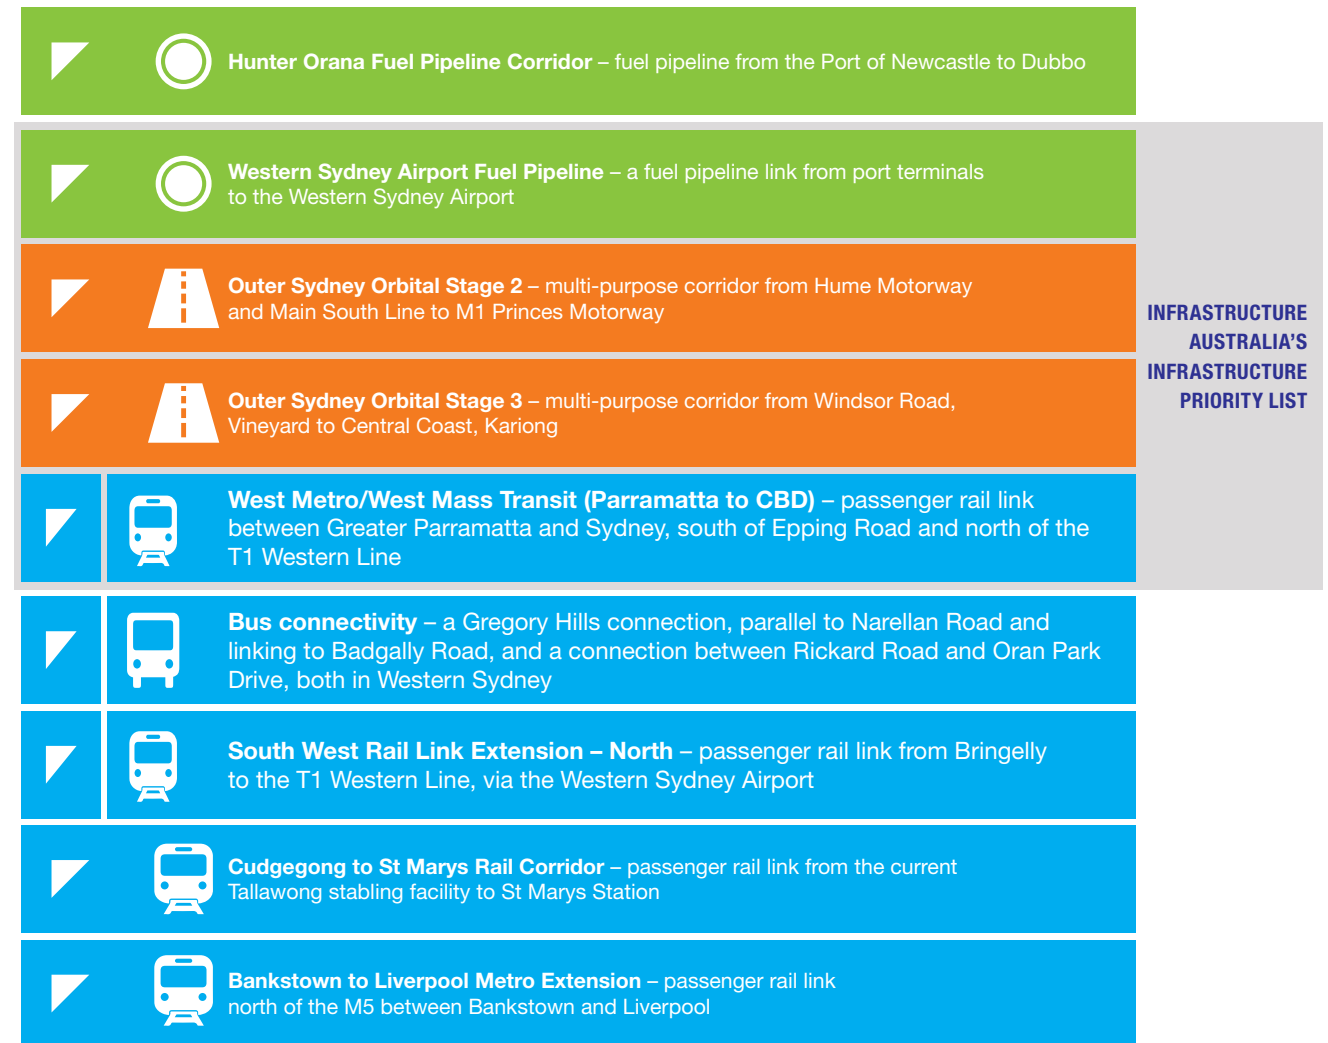 Hunter Orana Fuel Pipeline Corridor – fuel pipeline from the Port of Newcastle to Dubbo
Western Sydney Airport Fuel Pipeline – a fuel pipeline link from port terminals
to the Western Sydney Airport
Outer Sydney Orbital Stage 2 – multi-purpose corridor from Hume Motorway
and Main South Line to M1 Princes Motorway
Outer Sydney Orbital Stage 3 – multi-purpose corridor from Windsor Road,
Vineyard to Central Coast, Kariong
West Metro/West Mass Transit (Parramatta to CBD) – passenger rail link
between Greater Parramatta and Sydney, south of Epping Road and north of the
T1 Western Line
INFRASTRUCTURE
AUSTRALIA’S
INFRASTRUCTURE
PRIORITY LIST
Bus connectivity – a Gregory Hills connection, parallel to Narellan Road and
linking to Badgally Road, and a connection between Rickard Road and Oran Park
Drive, both in Western Sydney
South West Rail Link Extension – North – passenger rail link from Bringelly
to the T1 Western Line, via the Western Sydney Airport
Cudgegong to St Marys Rail Corridor – passenger rail link from the current
Tallawong stabling facility to St Marys Station
Bankstown to Liverpool Metro Extension – passenger rail link
north of the M5 between Bankstown and Liverpool